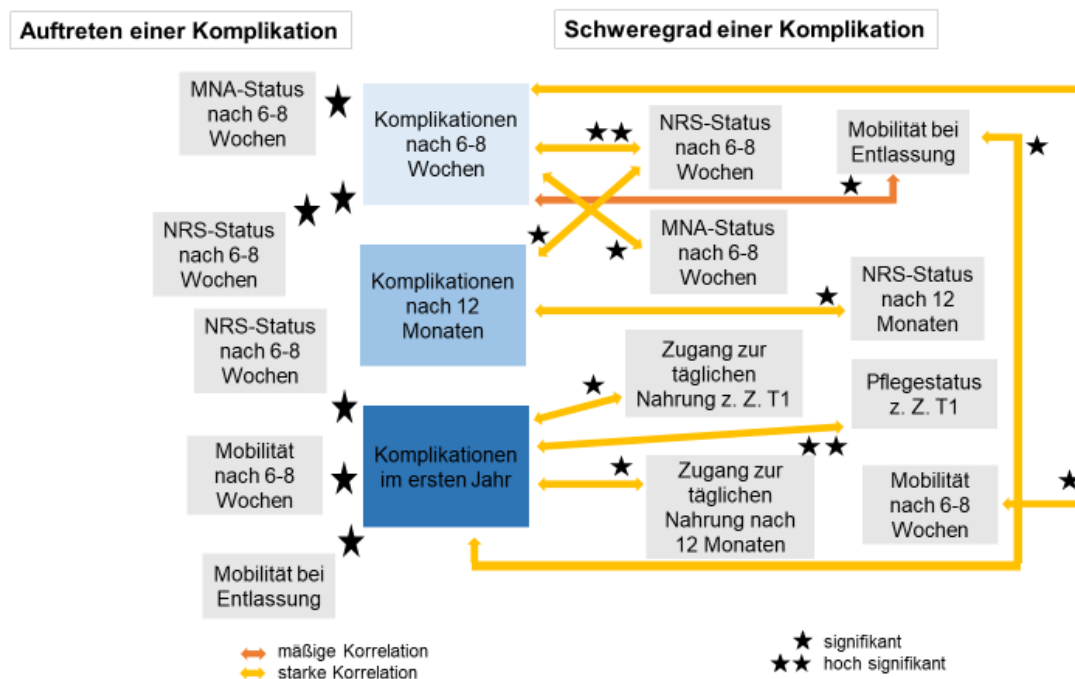 Auftreten einer Komplikation
Schweregrad einer Komplikation
MNA-Status
nach 6-8
Wochen
NRS-Status
nach 6-8
Wochen
NRS-Status
nach 6-8
Wochen
Mobilität
nach 6-8
Wochen
Mobilität bei
Entlassung
Komplikationen
nach 6-8
Wochen
Komplikationen
nach 12
Monaten
Komplikationen
im ersten Jahr
NRS-Status
nach 6-8
Wochen
MNA-Status
nach 6-8
Wochen
Zugang zur
täglichen
Nahrung z. Z. T1
Zugang zur
täglichen
Nahrung nach
12 Monaten
Mobilität bei
Entlassung
NRS-Status
nach 12
Monaten
Pflegestatus
z. Z. T1
Mobilität
nach 6-8
Wochen
mäßige Korrelation
starke Korrelation
signifikant
hoch signifikant